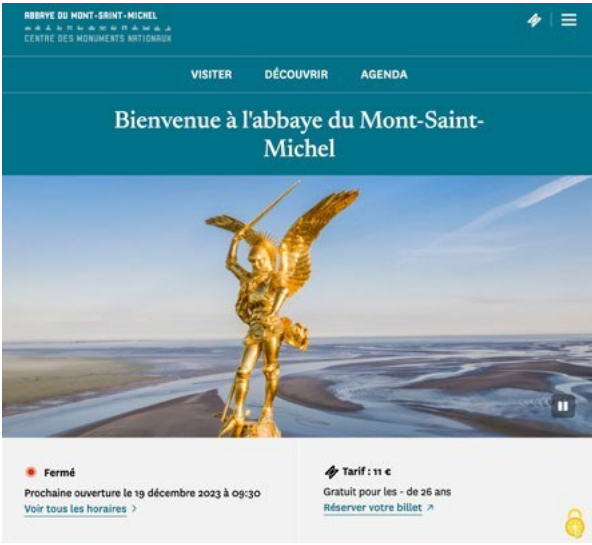 ABBAYE DU MONT-SAINT-MICHEL
CENTRE DES MONUMENTS NATIONAUX
VISITER DÉCOUVRIR AGENDA
Bienvenue à l'abbaye du Mont-Saint-
Michel
Fermé
Prochaine ouverture le 19 décembre 2023 à 09:30
Voir tous les horaires >
Tarif : 11 €
Gratuit pour les - de 26 ans
Réserver votre billet ↗